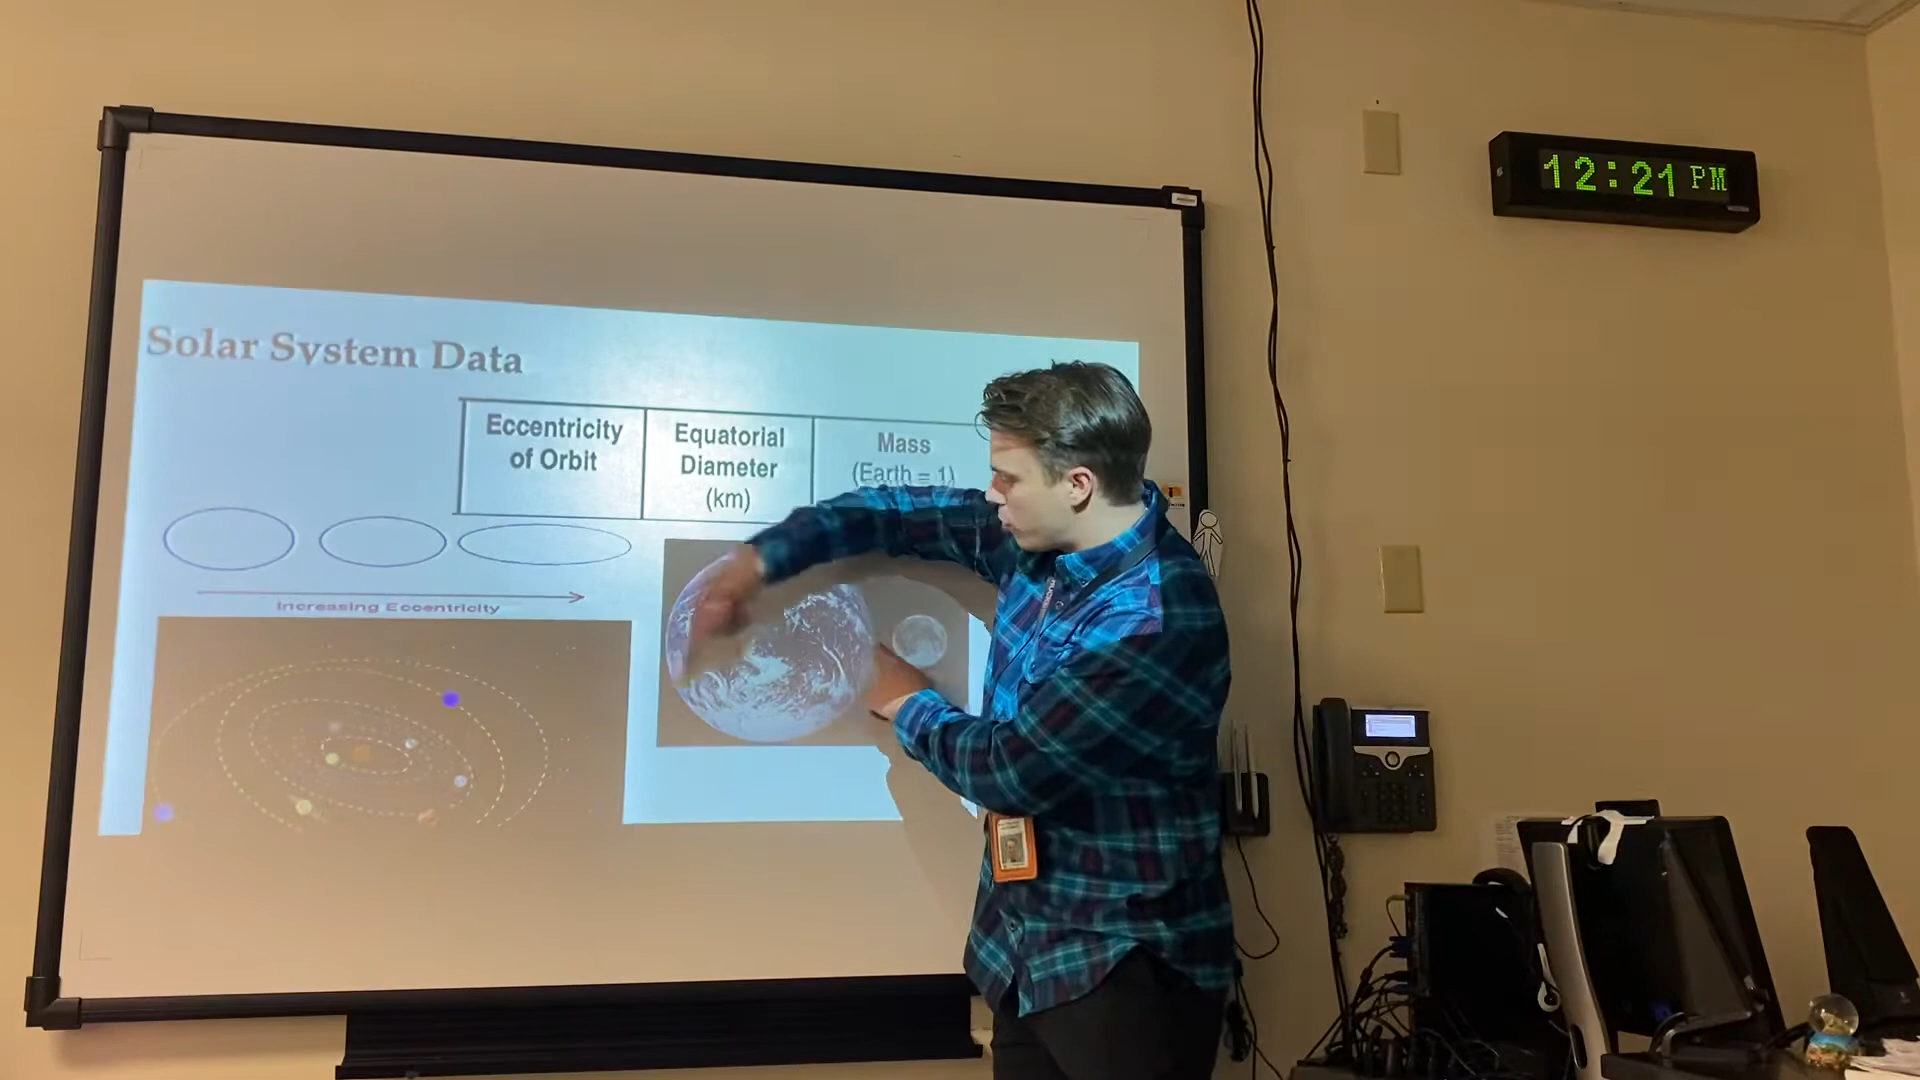 12:21 PM
Solar System Data
Eccentricity
of Orbit
Equatorial
Diameter
(km)
Mass
(Earth = 1)
Increasing Eccentricity